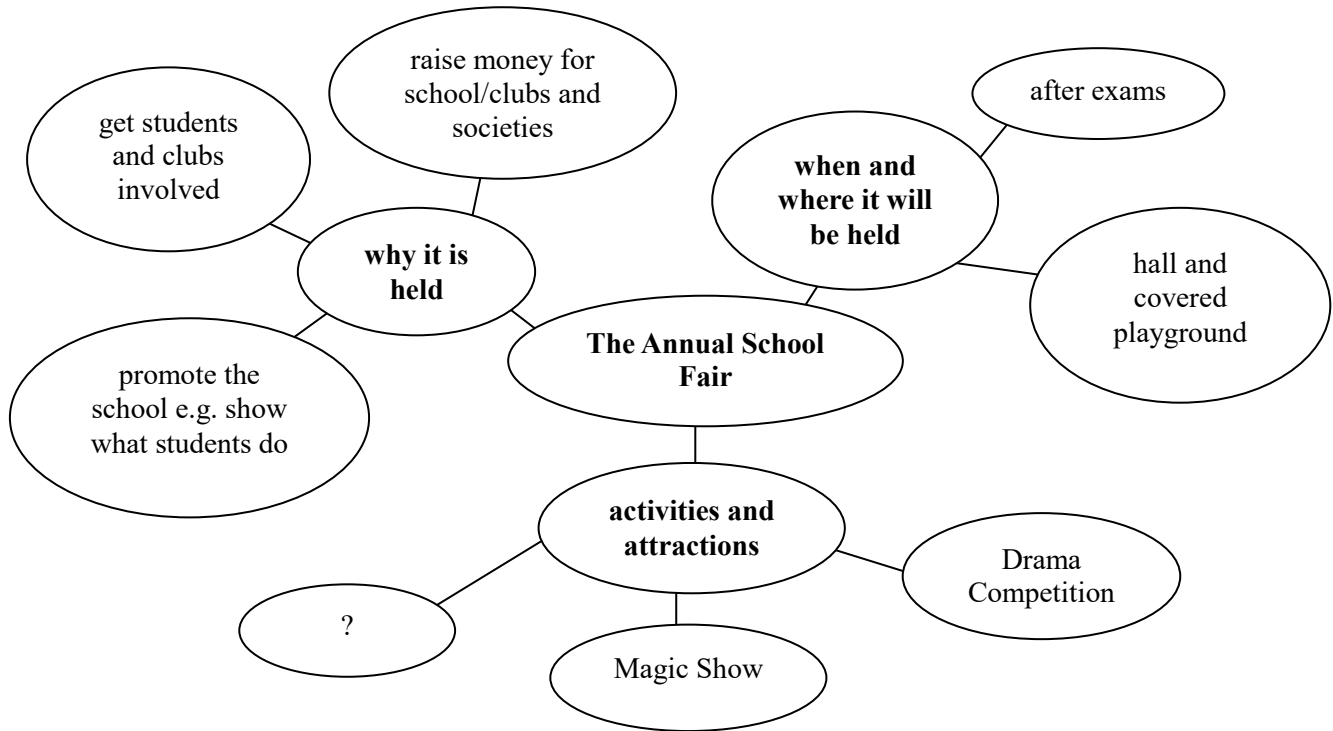 raise money for
school/clubs and
societies
get students
and clubs
involved
why it is
held
promote the
school e.g. show
what students do
after exams
when and
where it will
be held
hall and
covered
playground
The Annual School
Fair
activities and
attractions
Drama
Competition
?
Magic Show